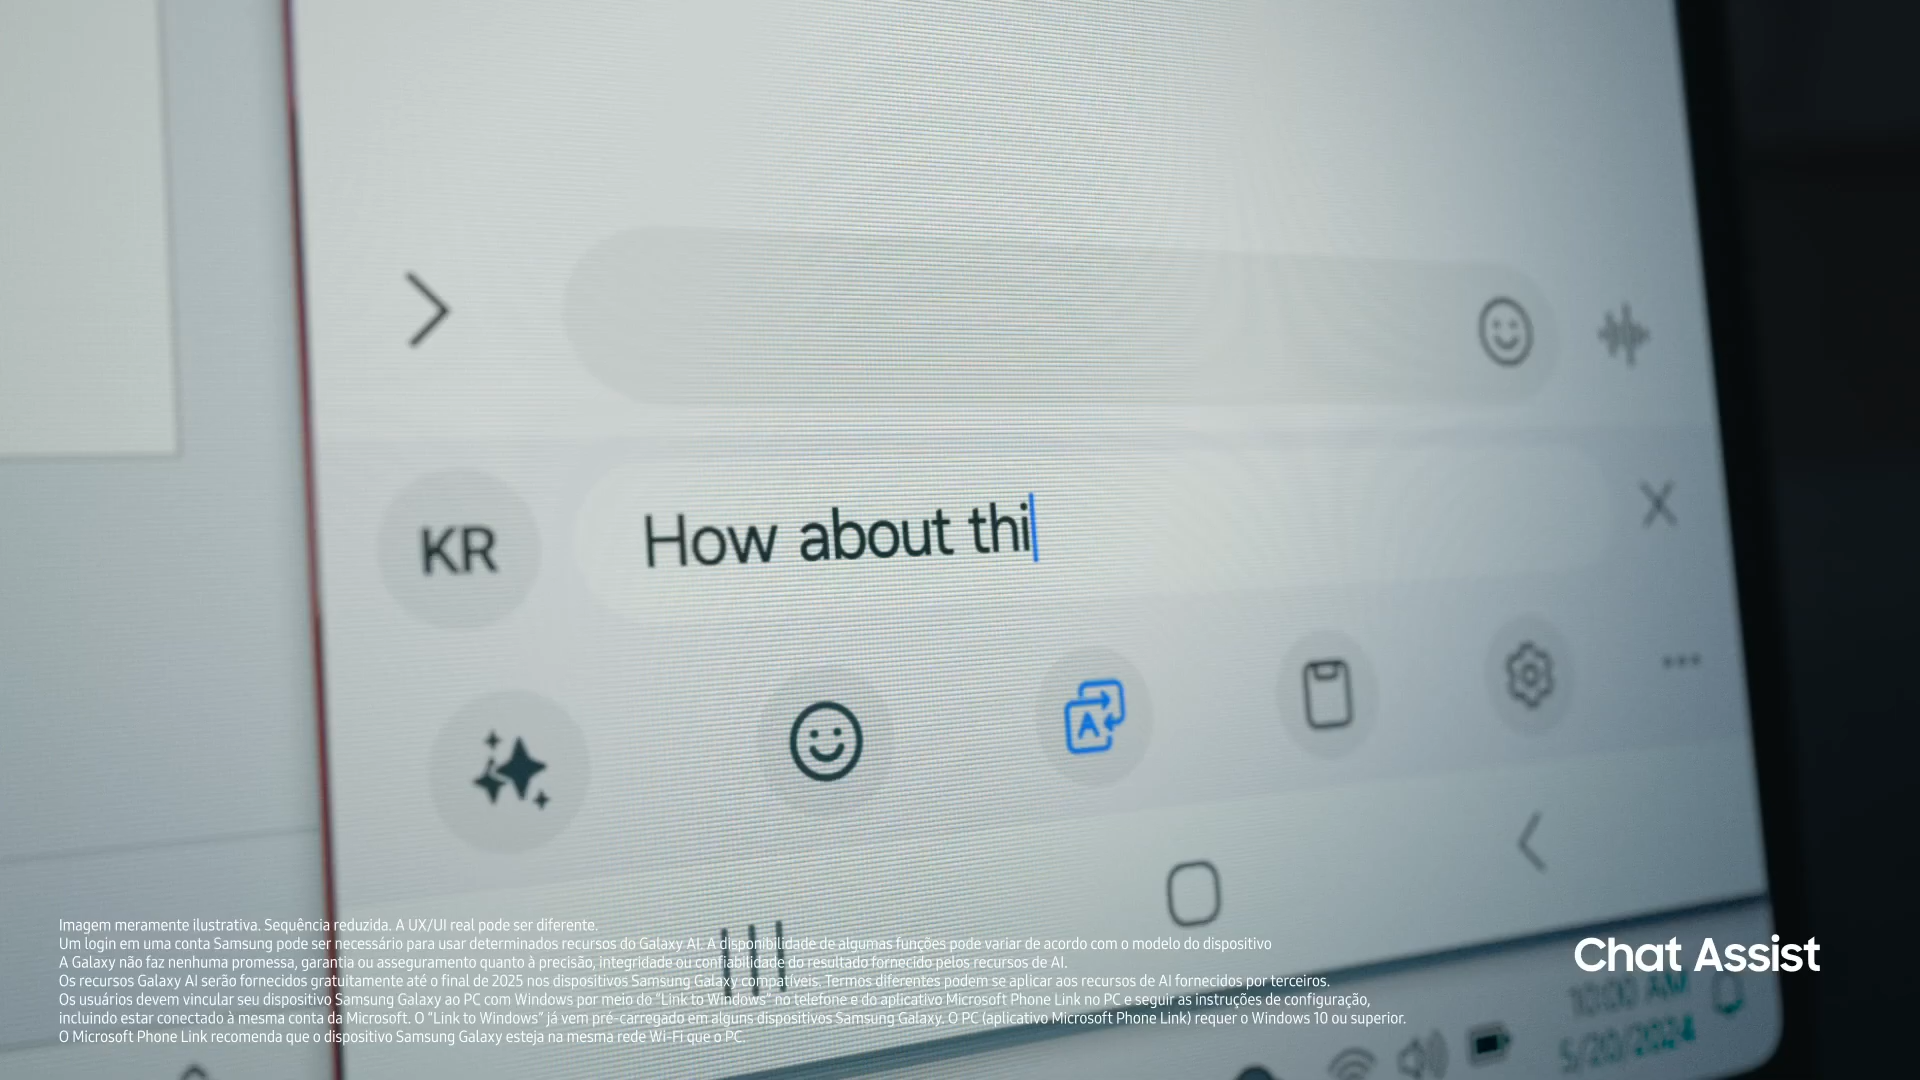 KR
How about thi
A
Imagem meramente ilustrativa. Sequência reduzida. A UX/UI real pode ser diferente.
Um login em uma conta Samsung pode ser necessário para usar determinados recursos do Galaxy AI. A disponibilidade de algumas funções pode variar de acordo com o modelo do dispositivo
A Galaxy não faz nenhuma promessa, garantia ou asseguramento quanto à precisão, integridade ou confiabilidade do resultado fornecido pelos recursos de AI.
Os recursos Galaxy AI serão fornecidos gratuitamente até o final de 2025 nos dispositivos Samsung Galaxy compatíveis. Termos diferentes podem se aplicar aos recursos de AI fornecidos por terceiros.
Os usuários devem vincular seu dispositivo Samsung Galaxy ao PC com Windows por meio do "Link to Windows" no telefone e do aplicativo Microsoft Phone Link no PC e seguir as instruções de configuração,
incluindo estar conectado à mesma conta da Microsoft. O "Link to Windows" já vem pré-carregado em alguns dispositivos Samsung Galaxy. O PC (aplicativo Microsoft Phone Link) requer o Windows 10 ou superior.
O Microsoft Phone Link recomenda que o dispositivo Samsung Galaxy esteja na mesma rede Wi-Fi que o PC.
Chat Assist
10:00 AM
5/20/2024